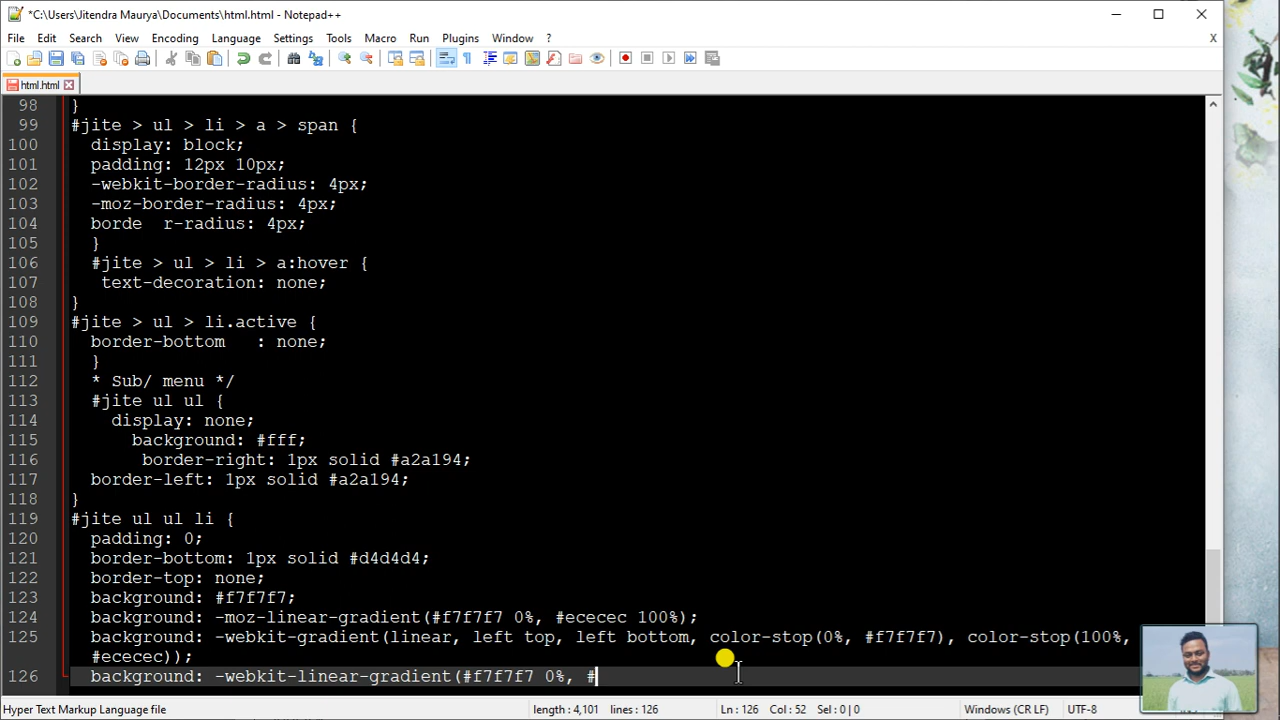 *C:\Users\Jitendra Maurya\Documents\html.html - Notepad++
File Edit Search View Encoding Language Settings Tools Macro Run Plugins Window ? X
html.html
98 }
99 #jite > ul > li > a > span {
100 display: block;
101 padding: 12px 10px;
102 -webkit-border-radius: 4px;
103 -moz-border-radius: 4px;
104 borde  r-radius: 4px;
105 }
106 #jite > ul > li > a:hover {
107 text-decoration: none;
108 }
109 #jite > ul > li.active {
110 border-bottom   : none;
111 }
112 * Sub/ menu */
113 #jite ul ul {
114 display: none;
115 background: #fff;
116 border-right: 1px solid #a2a194;
117 border-left: 1px solid #a2a194;
118 }
119 #jite ul ul li {
120 padding: 0;
121 border-bottom: 1px solid #d4d4d4;
122 border-top: none;
123 background: #f7f7f7;
124 background: -moz-linear-gradient(#f7f7f7 0%, #ececec 100%);
125 background: -webkit-gradient(linear, left top, left bottom, color-stop(0%, #f7f7f7), color-stop(100%,
#ececec));
126 background: -webkit-linear-gradient(#f7f7f7 0%, #
Hyper Text Markup Language file length : 4,101 lines : 126 Ln : 126 Col : 52 Sel : 0 | 0 Windows (CR LF) UTF-8